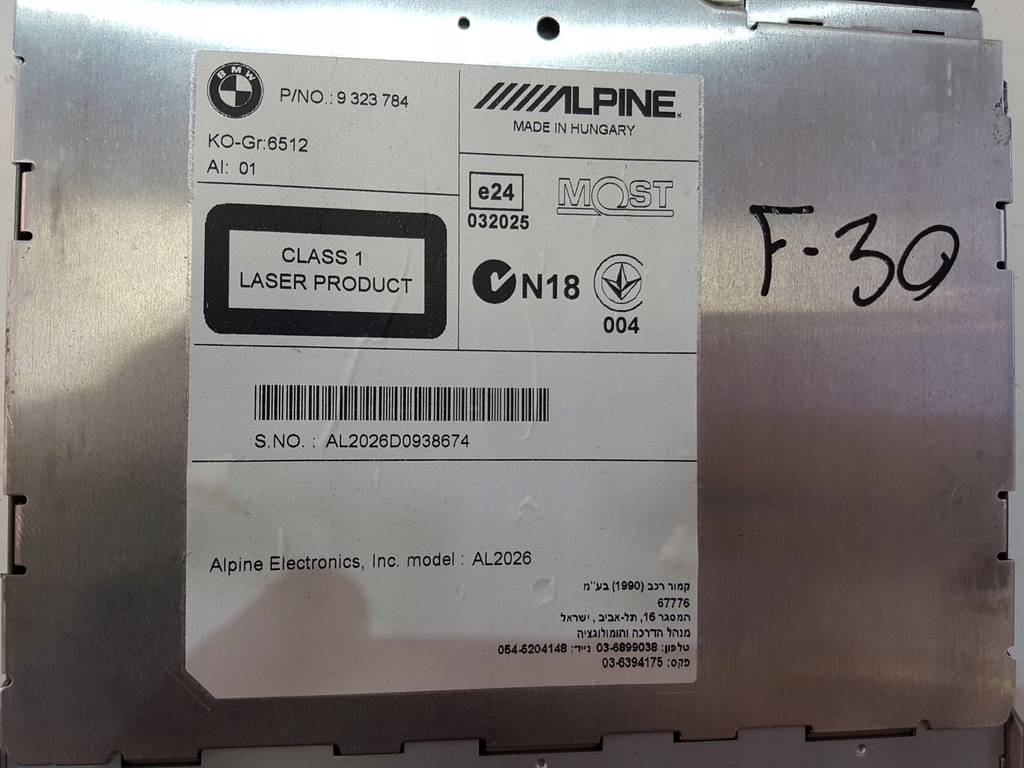 BMW
P/NO.: 9 323 784
KO-Gr:6512
AI: 01
ALPINE
MADE IN HUNGARY
e24
032025
MOST
CLASS 1
LASER PRODUCT
N18
004
F-30
S.NO. : AL2026D0938674
Alpine Electronics, Inc. model : AL2026
קמור רכב (1990) בע"מ
67776
המסגר 16, תל-אביב, ישראל
מנהל הדרכה והומולוגציה
טלפון: 03-6899038 נייד: 054-5204148
פקס: 03-6394175